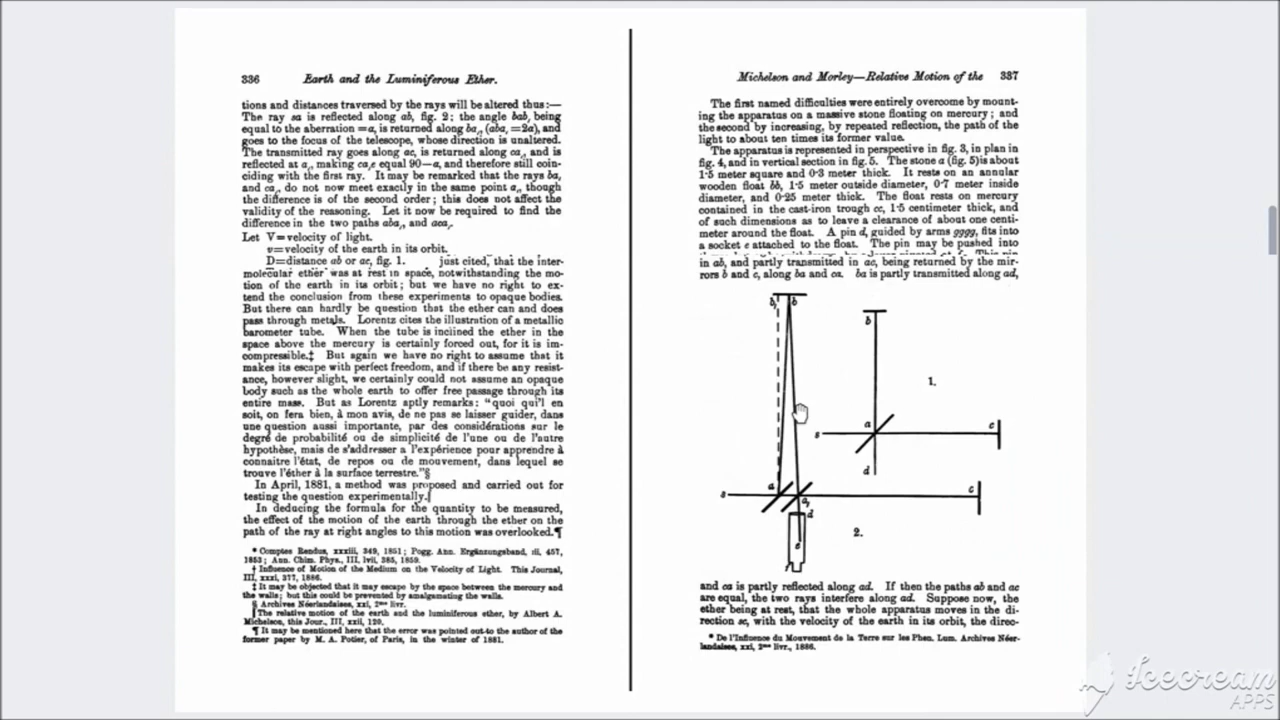 336 Earth and the Luminiferous Ether.
tions and distances traversed by the rays will be altered thus:—
The ray sa is reflected along ab, fig. 2; the angle bab, being
equal to the aberration =a, is returned along ba,, (aba, =2a), and
goes to the focus of the telescope, whose direction is unaltered.
The transmitted ray goes along ac, is returned along ca,, and is
reflected at a,, making ca,e equal 90—a, and therefore still coin-
ciding with the first ray. It may be remarked that the rays ba,
and ca,, do not now meet exactly in the same point a,, though
the difference is of the second order; this does not affect the
validity of the reasoning. Let it now be required to find the
difference in the two paths aba,, and aca,.
Let V=velocity of light.
v=velocity of the earth in its orbit.
D=distance ab or ac, fig. 1. just cited, that the inter-
molecular ether was at rest in space, notwithstanding the mo-
tion of the earth in its orbit; but we have no right to ex-
tend the conclusion from these experiments to opaque bodies.
But there can hardly be question that the ether can and does
pass through metals. Lorentz cites the illustration of a metallic
barometer tube. When the tube is inclined the ether in the
space above the mercury is certainly forced out, for it is im-
compressible.‡ But again we have no right to assume that it
makes its escape with perfect freedom, and if there be any resist-
ance, however slight, we certainly could not assume an opaque
body such as the whole earth to offer free passage through its
entire mass. But as Lorentz aptly remarks: "quoi qui'l en
soit, on fera bien, à mon avis, de ne pas se laisser guider, dans
une question aussi importante, par des considérations sur le
degré de probabilité ou de simplicité de l'une ou de l'autre
hypothèse, mais de s'addresser a l'expérience pour apprendre à
connaitre l'état, de repos ou de mouvement, dans lequel se
trouve l'éther à la surface terrestre."§
In April, 1881, a method was proposed and carried out for
testing the question experimentally.‖
In deducing the formula for the quantity to be measured,
the effect of the motion of the earth through the ether on the
path of the ray at right angles to this motion was overlooked.¶
* Comptes Rendus, xxxiii, 349, 1851; Pogg. Ann. Ergänzungsband, iii, 457,
1853; Ann. Chim. Phys., III, lvii, 385, 1859.
† Influence of Motion of the Medium on the Velocity of Light. This Journal,
III, xxxi, 377, 1886.
‡ It may be objected that it may escape by the space between the mercury and
the walls; but this could be prevented by amalgamating the walls.
§ Archives Néerlandaises, xxi, 2me livr.
‖ The relative motion of the earth and the luminiferous ether, by Albert A.
Michelson, this Jour., III, xxii, 120.
¶ It may be mentioned here that the error was pointed out to the author of the
former paper by M. A. Potier, of Paris, in the winter of 1881.
Michelson and Morley—Relative Motion of the 337
The first named difficulties were entirely overcome by mount-
ing the apparatus on a massive stone floating on mercury; and
the second by increasing, by repeated reflection, the path of the
light to about ten times its former value.
The apparatus is represented in perspective in fig. 3, in plan in
fig. 4, and in vertical section in fig. 5. The stone a (fig. 5) is about
1·5 meter square and 0·3 meter thick. It rests on an annular
wooden float bb, 1·5 meter outside diameter, 0·7 meter inside
diameter, and 0·25 meter thick. The float rests on mercury
contained in the cast-iron trough cc, 1·5 centimeter thick, and
of such dimensions as to leave a clearance of about one centi-
meter around the float. A pin d, guided by arms gggg, fits into
a socket e attached to the float. The pin may be pushed into
in ab, and partly transmitted in ac, being returned by the mir-
rors b and c, along ba and ca. ba is partly transmitted along ad,
b, b
b
1.
s a c
d
s a a, c
d
e
2.
and ca is partly reflected along ad. If then the paths ab and ac
are equal, the two rays interfere along ad. Suppose now, the
ether being at rest, that the whole apparatus moves in the di-
rection sc, with the velocity of the earth in its orbit, the direc-
* De l'Influence du Mouvement de la Terre sur les Phen. Lum. Archives Néer-
landaises, xxi, 2me livr., 1886.
Icecream
APPS